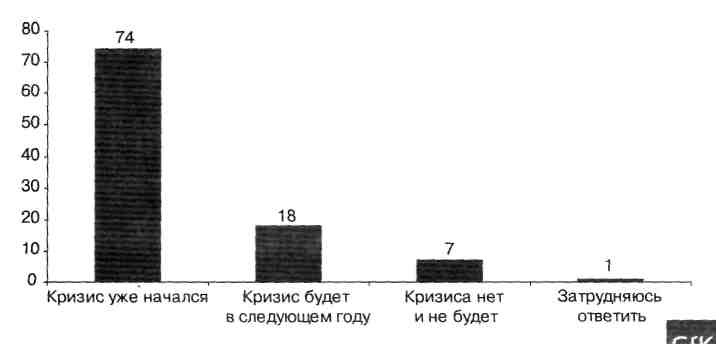 80
70
60
50
40
30
20
10
0
74
18
7
1
Кризис уже начался
Кризис будет
в следующем году
Кризиса нет
и не будет
Затрудняюсь
ответить
GfK